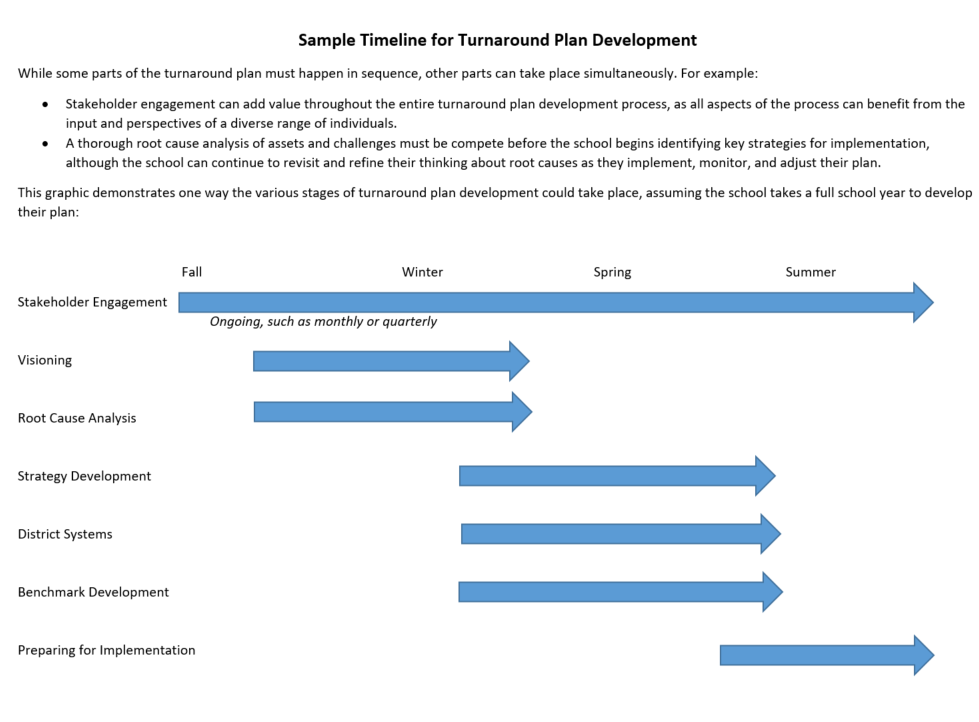 Sample Timeline for Turnaround Plan Development
While some parts of the turnaround plan must happen in sequence, other parts can take place simultaneously. For example:
• Stakeholder engagement can add value throughout the entire turnaround plan development process, as all aspects of the process can benefit from the
input and perspectives of a diverse range of individuals.
• A thorough root cause analysis of assets and challenges must be compete before the school begins identifying key strategies for implementation,
although the school can continue to revisit and refine their thinking about root causes as they implement, monitor, and adjust their plan.
This graphic demonstrates one way the various stages of turnaround plan development could take place, assuming the school takes a full school year to develop
their plan:
Fall Winter Spring Summer
Stakeholder Engagement
Ongoing, such as monthly or quarterly
Visioning
Root Cause Analysis
Strategy Development
District Systems
Benchmark Development
Preparing for Implementation